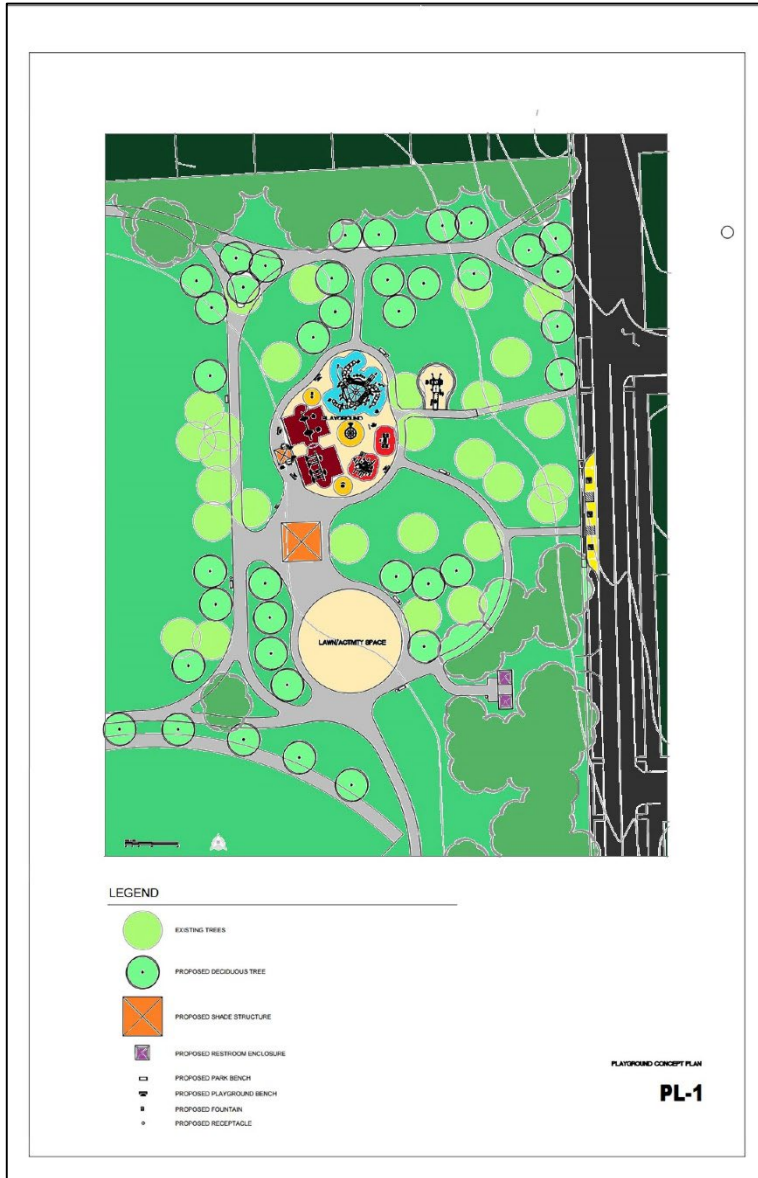 PLAYGROUND
LAWN/ACTIVITY SPACE
LEGEND
EXISTING TREES
PROPOSED DECIDUOUS TREE
PROPOSED SHADE STRUCTURE
PROPOSED RESTROOM ENCLOSURE
PROPOSED PARK BENCH
PROPOSED PLAYGROUND BENCH
PROPOSED FOUNTAIN
PROPOSED RECEPTACLE
PLAYGROUND CONCEPT PLAN
PL-1